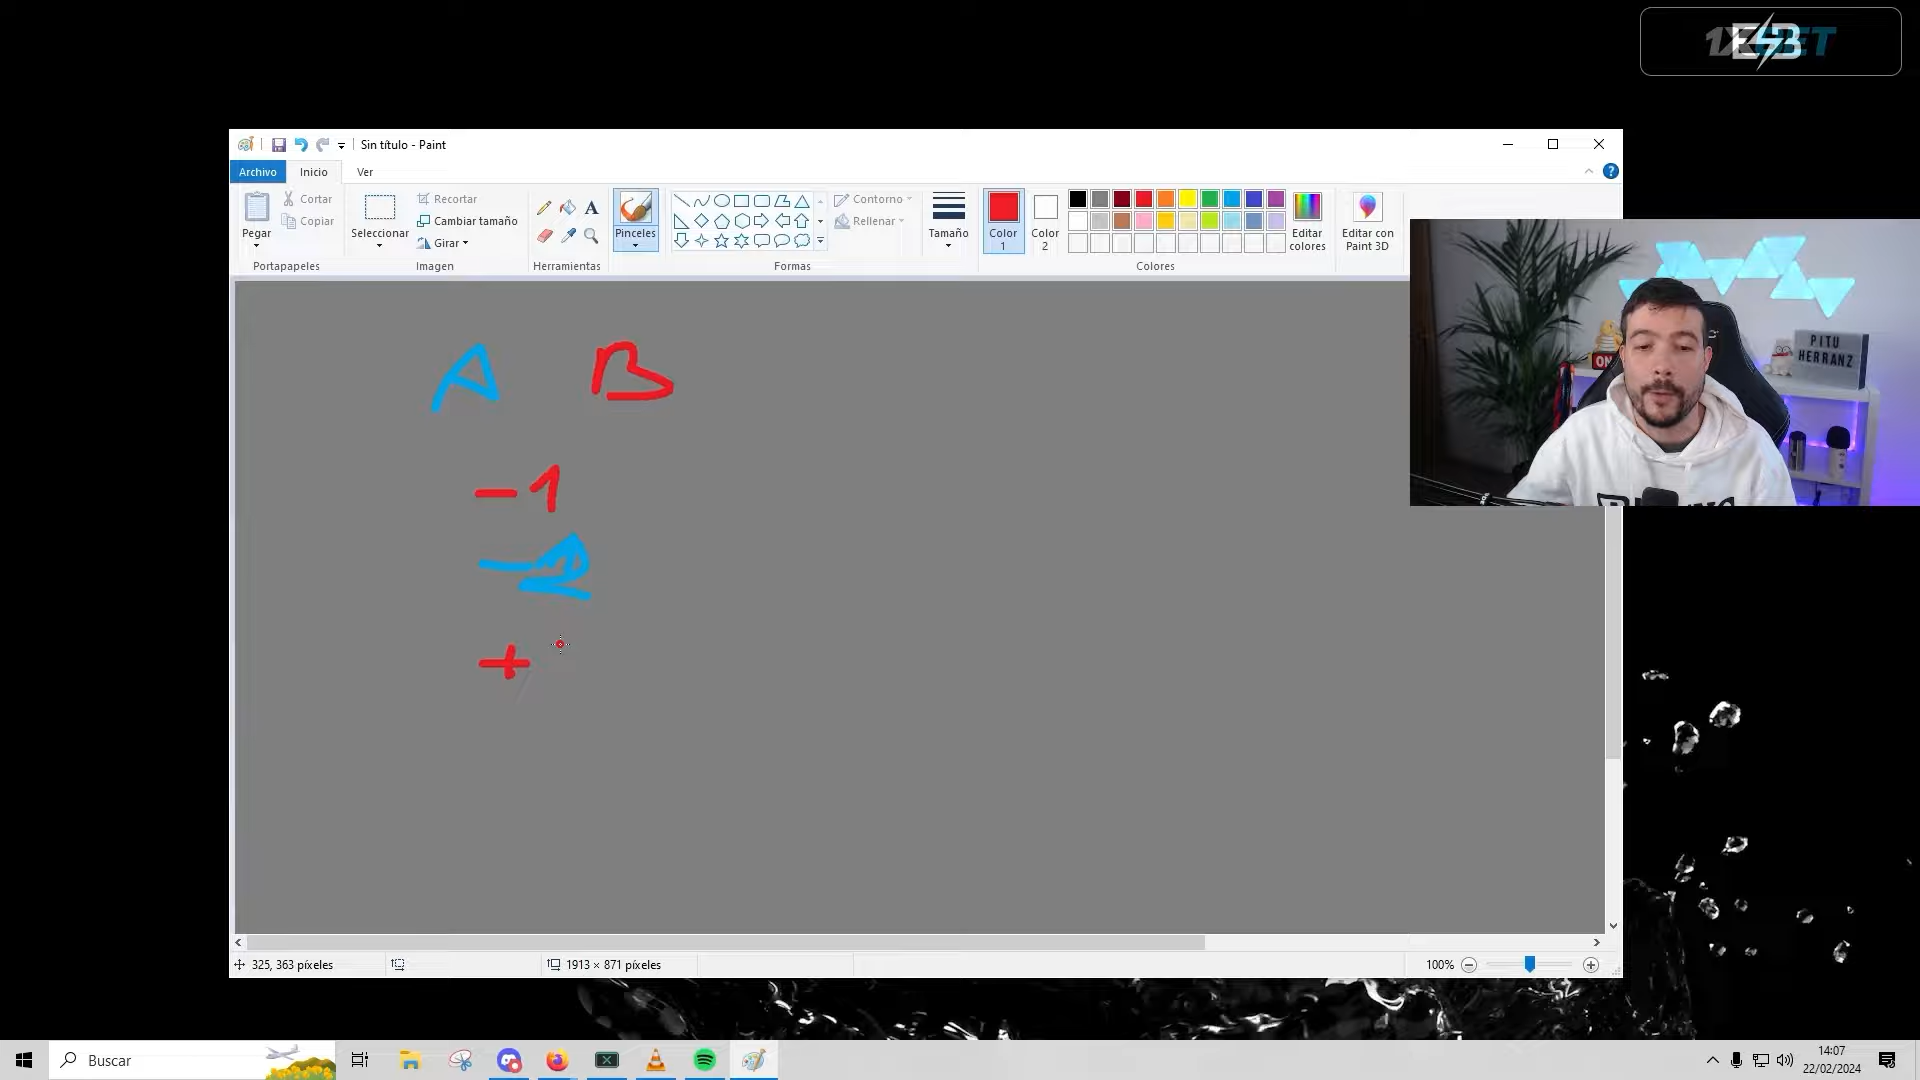 1XBET
ESB
Sin título - Paint
Archivo Inicio Ver
Pegar
Cortar
Copiar
Portapapeles
Seleccionar
Recortar
Cambiar tamaño
Girar
Imagen
A
Herramientas
Pinceles
Formas
Contorno
Rellenar
Tamaño
Color 1
Color 2
Colores
Editar colores
Editar con Paint 3D
A B
-1
+
ON
PITU
HERRANZ
325, 363 píxeles
1913 × 871 píxeles
100%
Buscar
14:07
22/02/2024